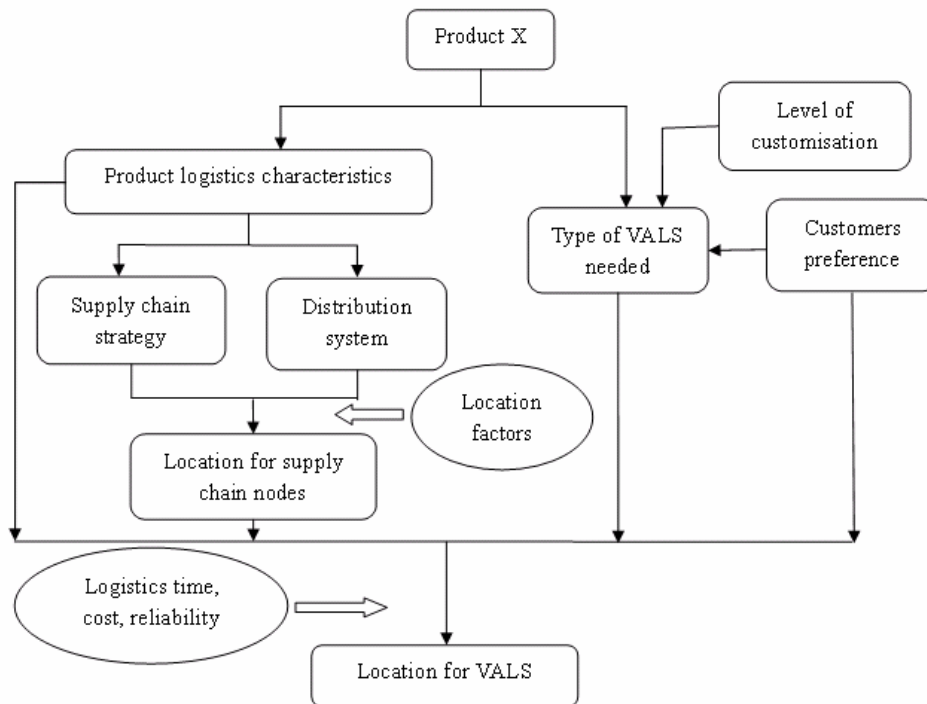 Product X
Level of
customisation
Product logistics characteristics
Type of VALS
needed
Customers
preference
Supply chain
strategy
Distribution
system
Location
factors
Location for supply
chain nodes
Logistics time,
cost, reliability
Location for VALS